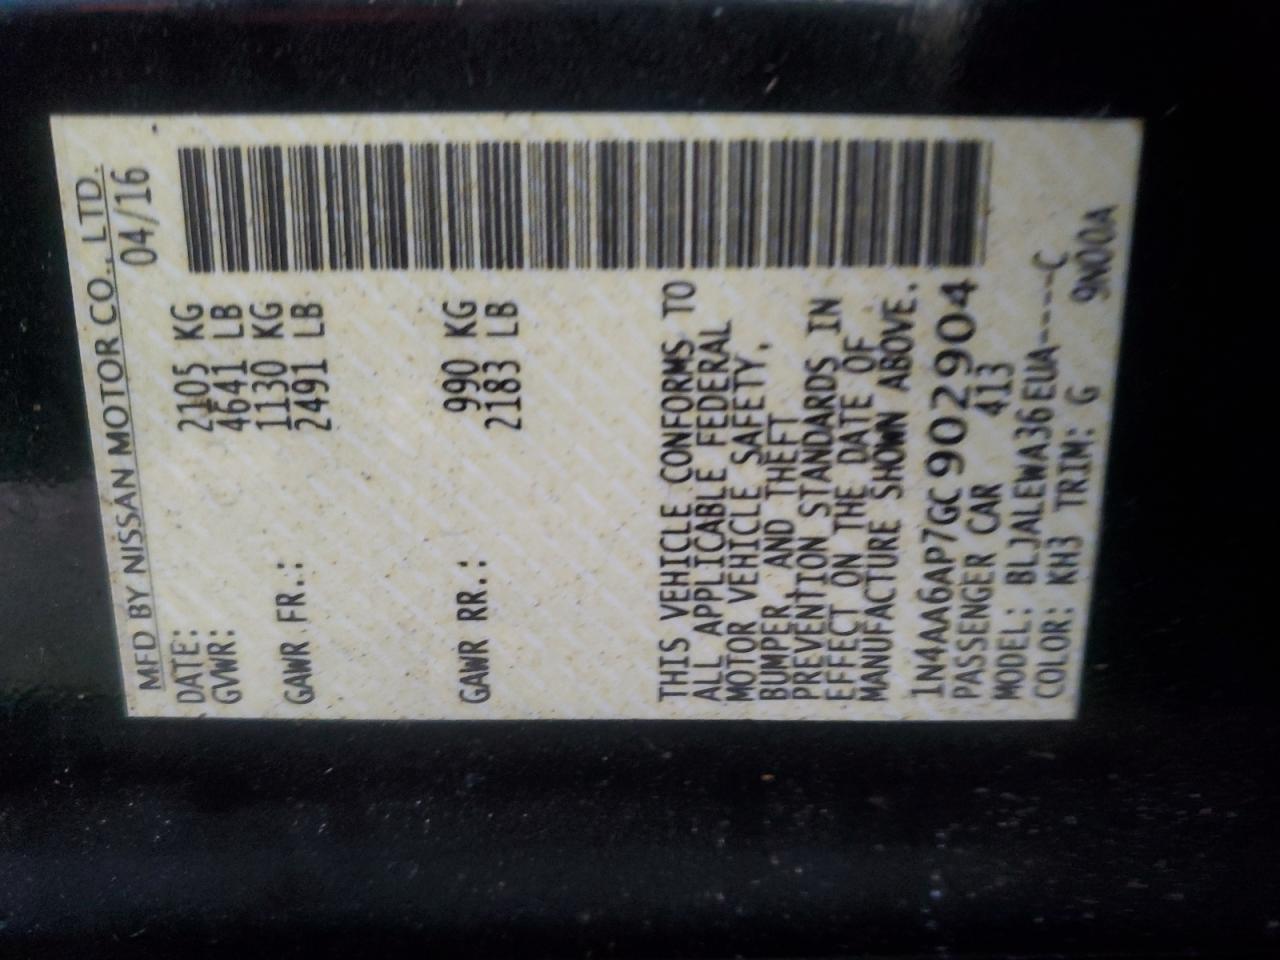 MFD BY NISSAN MOTOR CO., LTD.
DATE: 04/16
GVWR: 2105 KG
4641 LB
GAWR FR.: 1130 KG
2491 LB
GAWR RR.: 990 KG
2183 LB
THIS VEHICLE CONFORMS TO
ALL APPLICABLE FEDERAL
MOTOR VEHICLE SAFETY,
BUMPER, AND THEFT
PREVENTION STANDARDS IN
EFFECT ON THE DATE OF
MANUFACTURE SHOWN ABOVE.
1N4AA6AP7GC902904
PASSENGER CAR 413
MODEL: BLJALEWA36EUA----C
COLOR: KH3 TRIM: G 9N00A